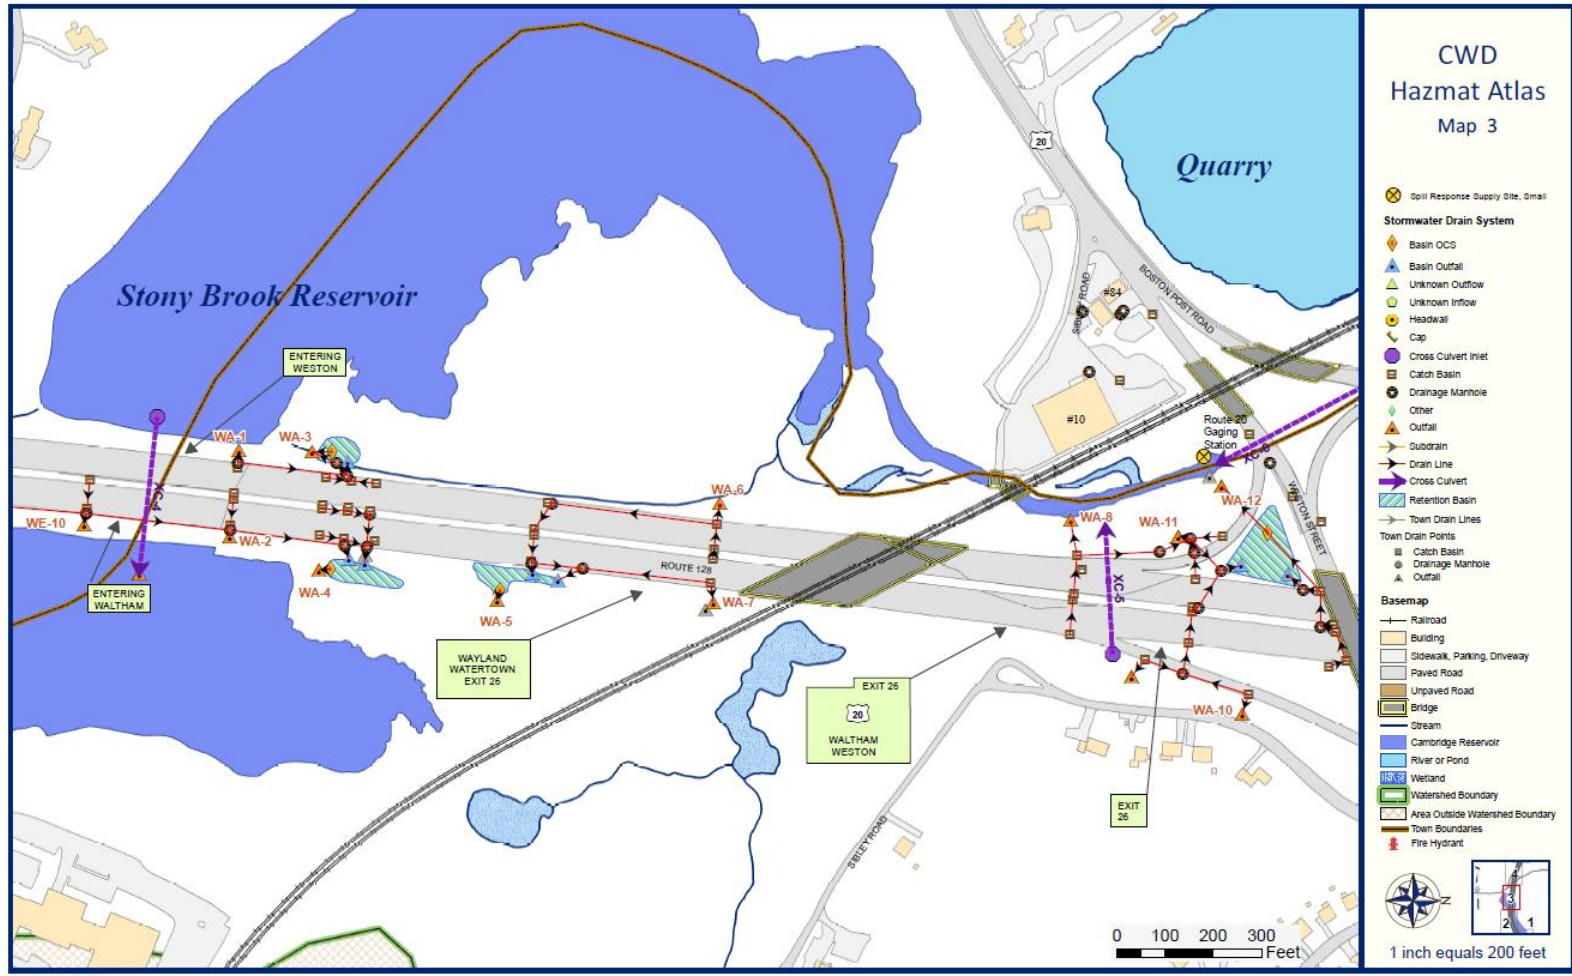 CWD
Hazmat Atlas
Map 3
Spill Response Supply Site, Small
Stormwater Drain System
Basin OCS
Basin Outfall
Unknown Outflow
Unknown Inflow
Headwall
Cap
Cross Culvert Inlet
Catch Basin
Drainage Manhole
Other
Outfall
Subdrain
Drain Line
Cross Culvert
Retention Basin
Town Drain Lines
Town Drain Points
Catch Basin
Drainage Manhole
Outfall
Basemap
Railroad
Building
Sidewalk, Parking, Driveway
Paved Road
Unpaved Road
Bridge
Stream
Cambridge Reservoir
River or Pond
Wetland
Watershed Boundary
Area Outside Watershed Boundary
Town Boundaries
Fire Hydrant
N
4
3
2 1
1 inch equals 200 feet
Quarry
Stony Brook Reservoir
20
BOSTON POST ROAD
SIBLEY ROAD
#84
#10
Route 20
Gaging
Station
ENTERING
WESTON
WA-1
WA-3
XC-4
WE-10
WA-2
WA-4
ENTERING
WALTHAM
WA-5
WA-6
WA-7
ROUTE 128
WAYLAND
WATERTOWN
EXIT 26
WA-8
XC-5
XC-6
WA-11
WA-12
WESTON STREET
WA-10
EXIT 26
20
WALTHAM
WESTON
EXIT
26
SIBLEY ROAD
0 100 200 300
Feet